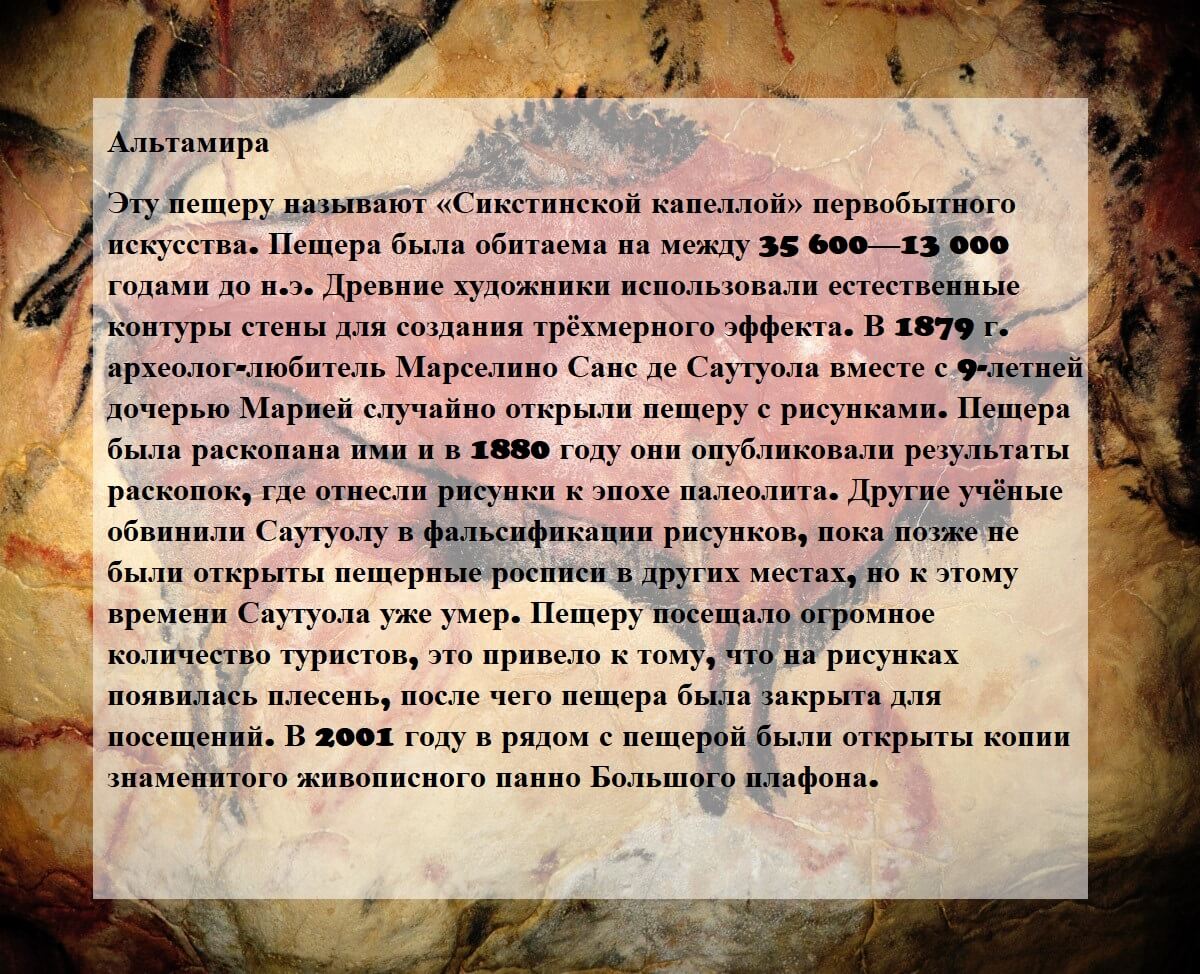 Альтамира
Эту пещеру называют «Сикстинской капеллой» первобытного
искусства. Пещера была обитаема на между 35 600—13 000
годами до н.э. Древние художники использовали естественные
контуры стены для создания трёхмерного эффекта. В 1879 г.
археолог-любитель Марселино Санс де Саутуола вместе с 9-летней
дочерью Марией случайно открыли пещеру с рисунками. Пещера
была раскопана ими и в 1880 году они опубликовали результаты
раскопок, где отнесли рисунки к эпохе палеолита. Другие учёные
обвинили Саутуолу в фальсификации рисунков, пока позже не
были открыты пещерные росписи в других местах, но к этому
времени Саутуола уже умер. Пещеру посещало огромное
количество туристов, это привело к тому, что на рисунках
появилась плесень, после чего пещера была закрыта для
посещений. В 2001 году в рядом с пещерой были открыты копии
знаменитого живописного панно Большого плафона.